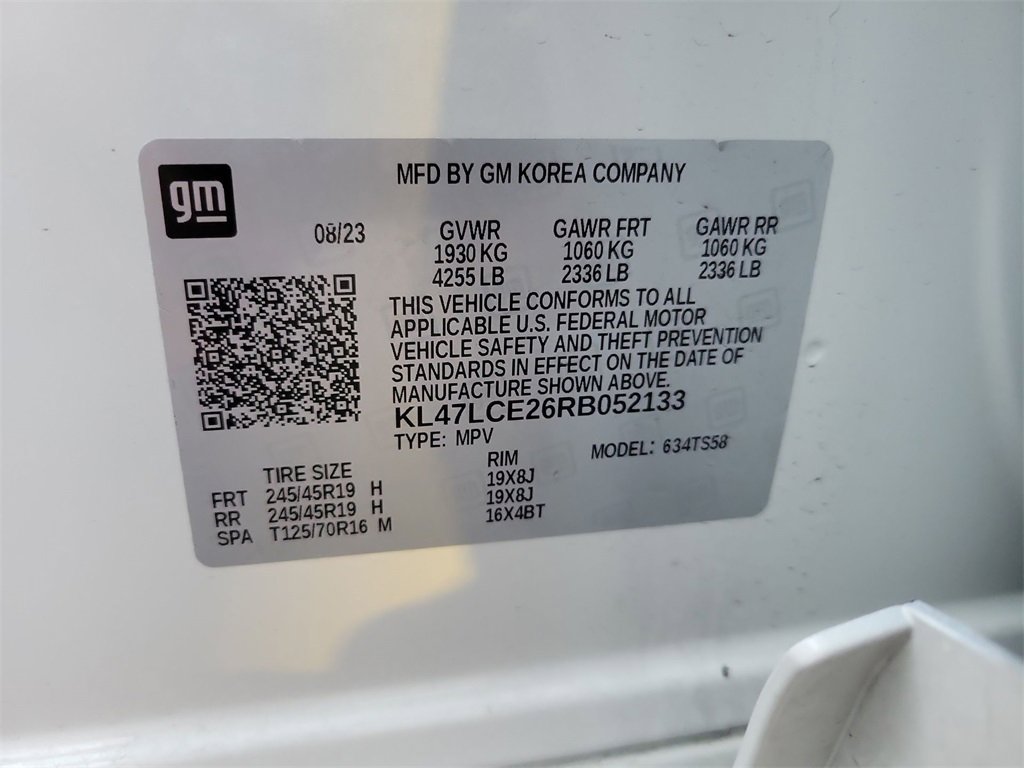 gm
MFD BY GM KOREA COMPANY
08/23
GVWR
1930 KG
4255 LB
GAWR FRT
1060 KG
2336 LB
GAWR RR
1060 KG
2336 LB
THIS VEHICLE CONFORMS TO ALL
APPLICABLE U.S. FEDERAL MOTOR
VEHICLE SAFETY AND THEFT PREVENTION
STANDARDS IN EFFECT ON THE DATE OF
MANUFACTURE SHOWN ABOVE.
KL47LCE26RB052133
TYPE: MPV
MODEL: 634TS58
TIRE SIZE RIM
FRT 245/45R19 H 19X8J
RR 245/45R19 H 19X8J
SPA T125/70R16 M 16X4BT